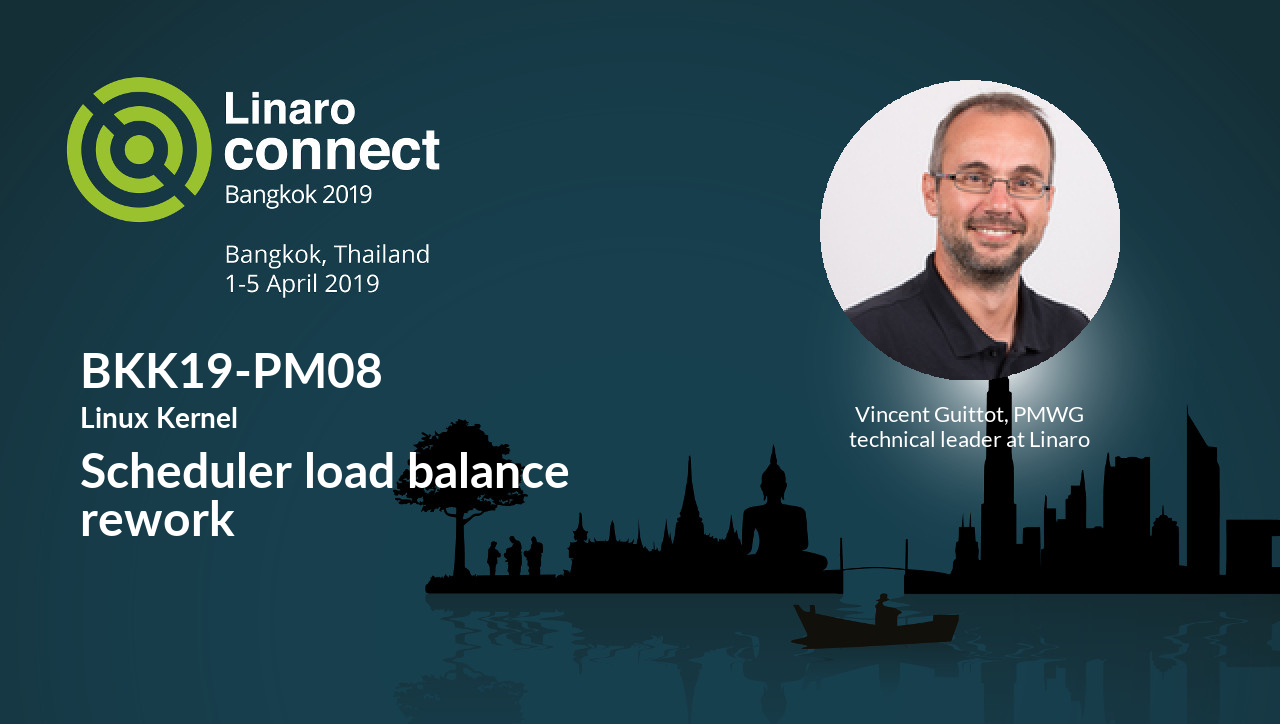 Linaro
connect
Bangkok 2019
Bangkok, Thailand
1-5 April 2019
BKK19-PM08
Linux Kernel
Scheduler load balance
rework
Vincent Guittot, PMWG
technical leader at Linaro